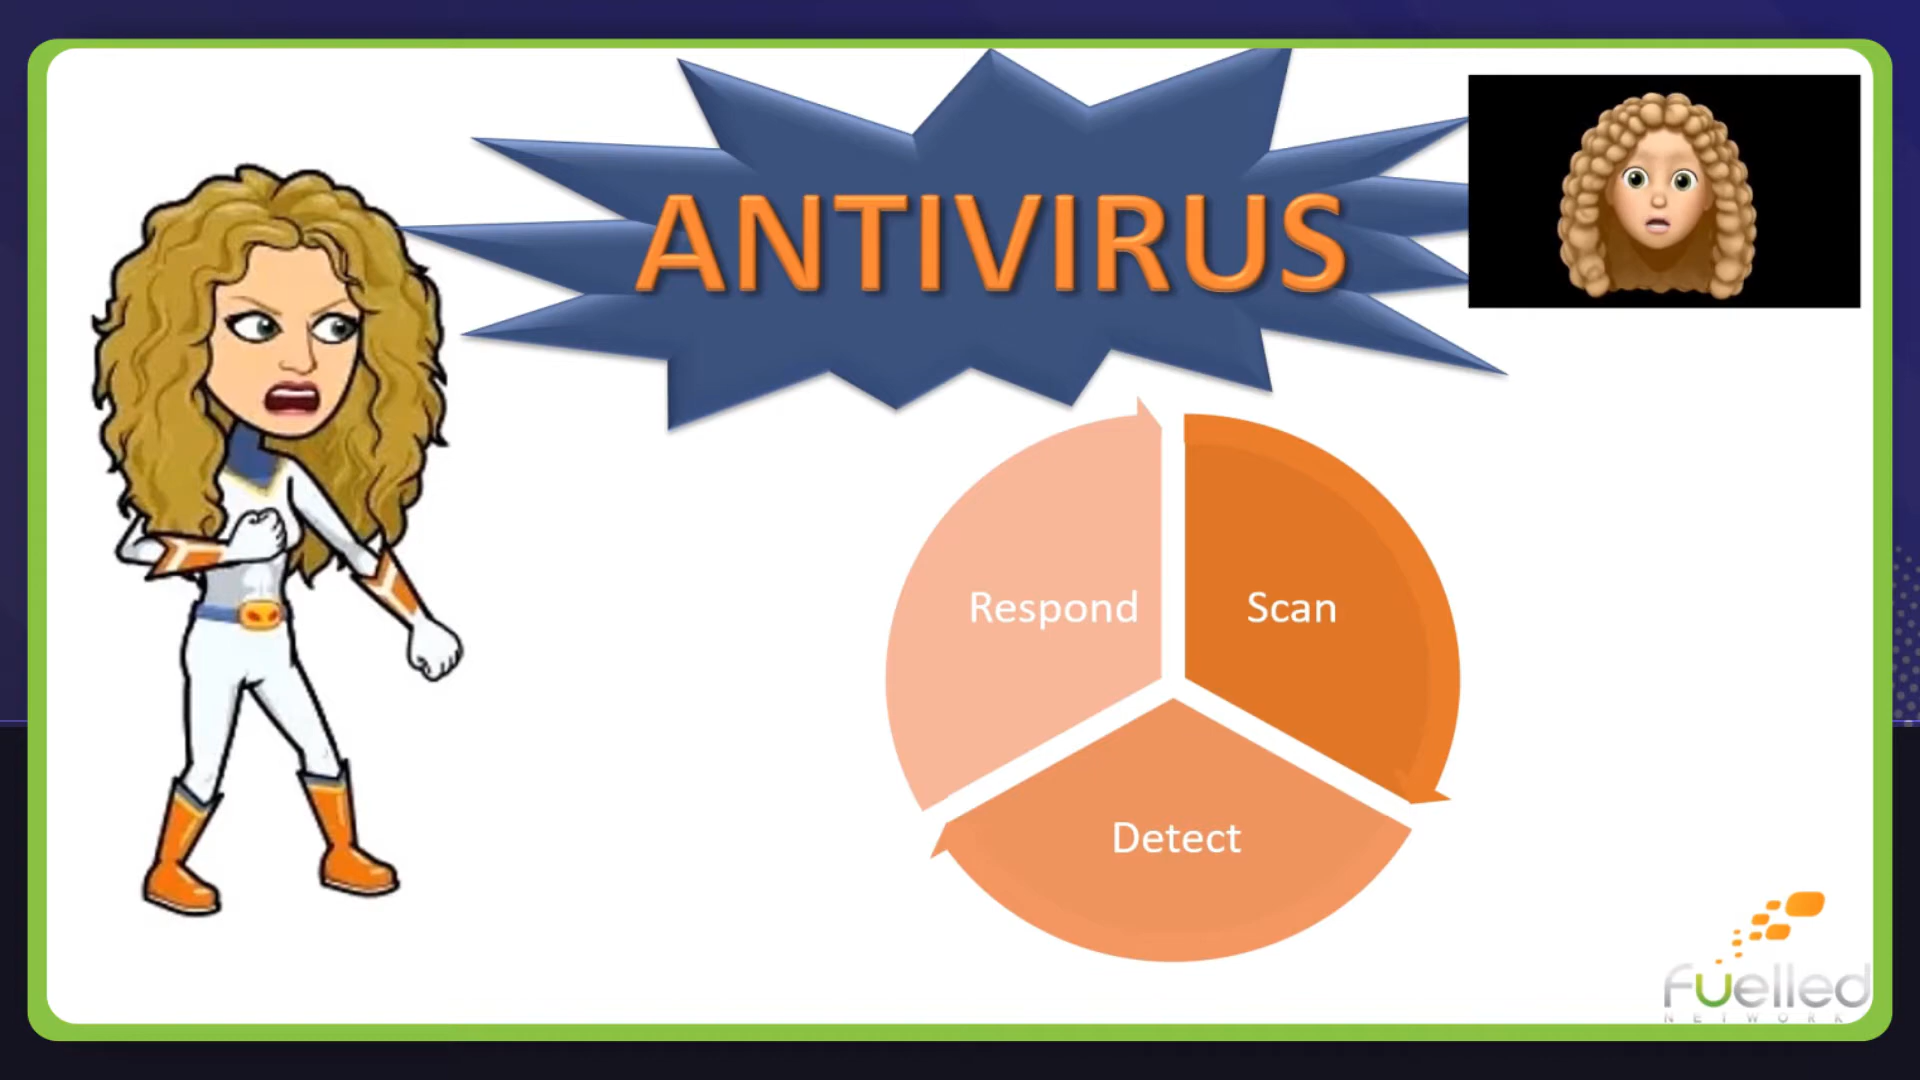 ANTIVIRUS
Respond
Scan
Detect
fuelled
NETWORK